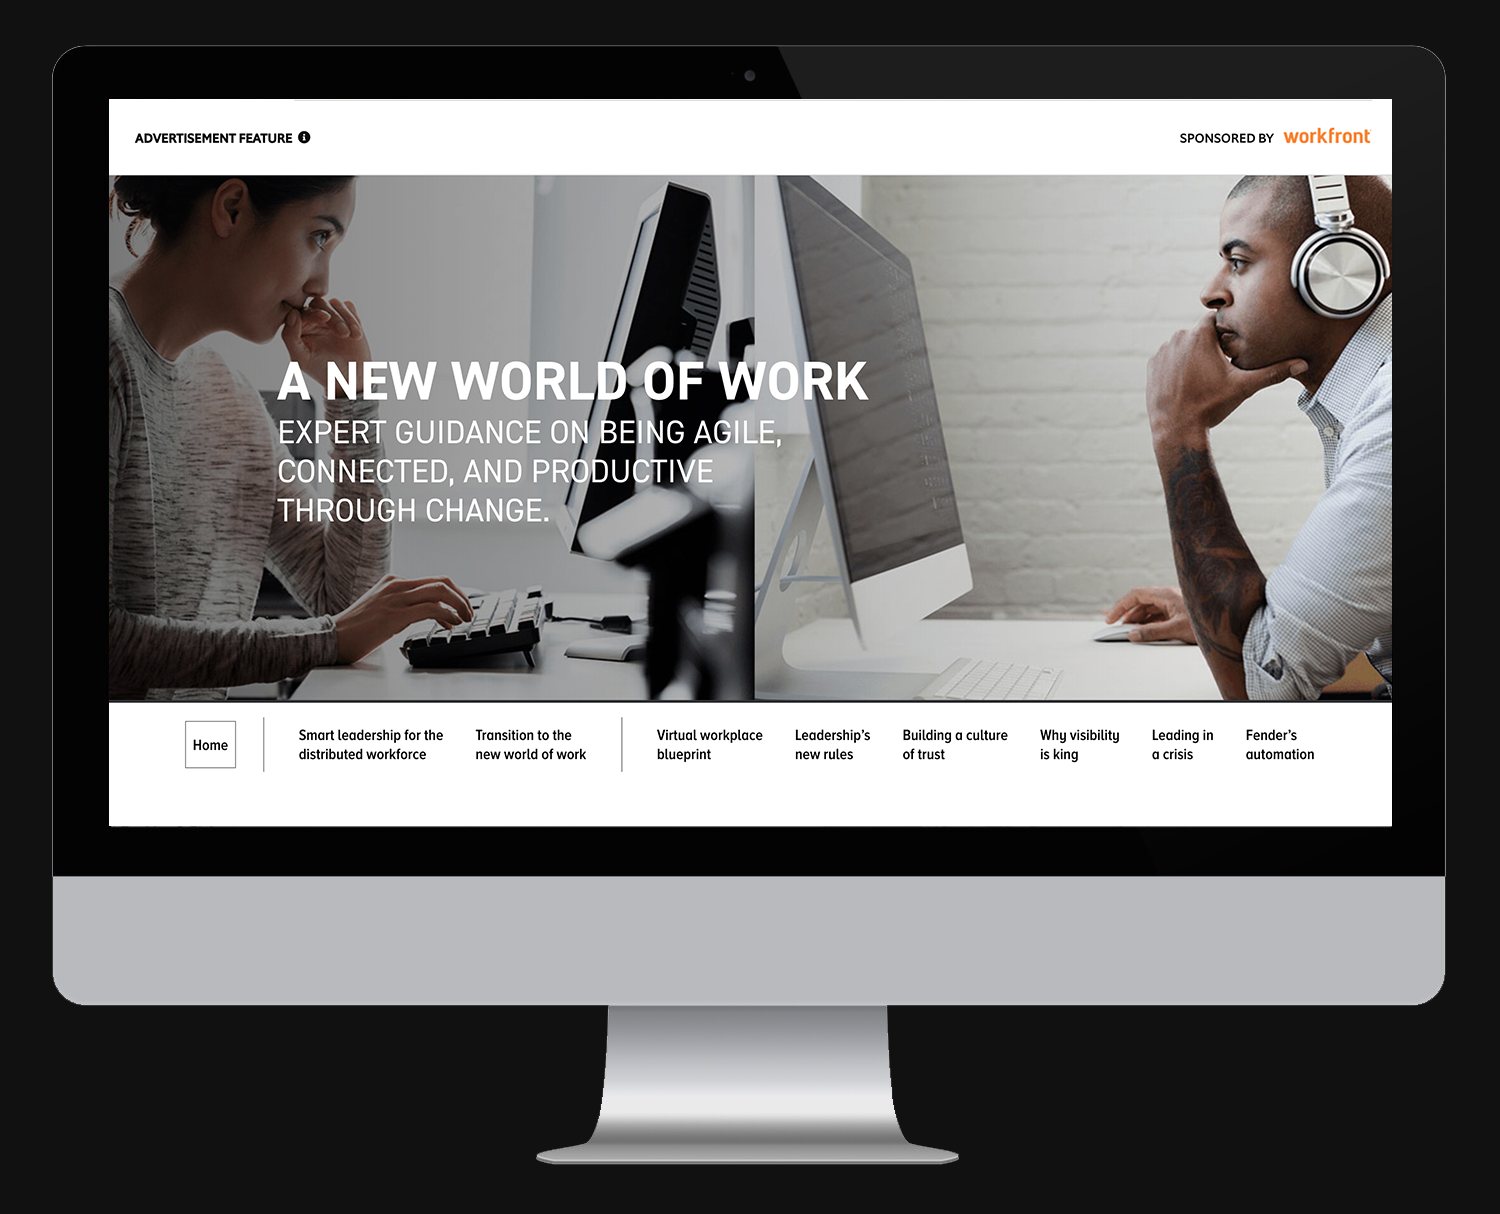 ADVERTISEMENT FEATURE
SPONSORED BY workfront
A NEW WORLD OF WORK
EXPERT GUIDANCE ON BEING AGILE,
CONNECTED, AND PRODUCTIVE
THROUGH CHANGE.
Home
Smart leadership for the
distributed workforce
Transition to the
new world of work
Virtual workplace
blueprint
Leadership's
new rules
Building a culture
of trust
Why visibility
is king
Leading in
a crisis
Fender's
automation